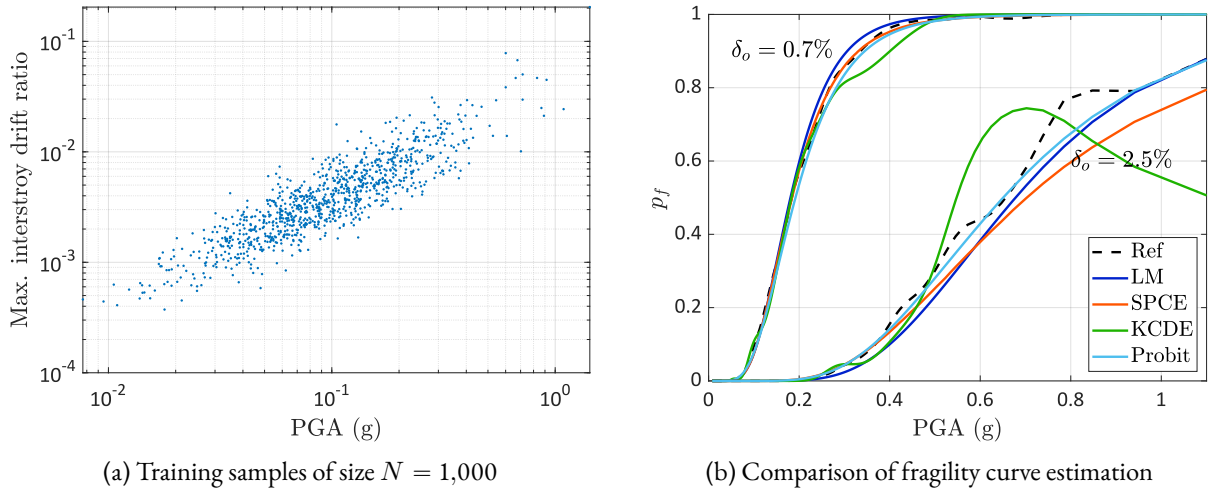 10^-1
10^-2
10^-3
10^-4
10^-2
10^-1
10^0
Max. interstroy drift ratio
PGA (g)
(a) Training samples of size N = 1,000
1
0.8
0.6
0.4
0.2
0
0
0.2
0.4
0.6
0.8
1
p_f
PGA (g)
δ_o = 0.7%
δ_o = 2.5%
Ref
LM
SPCE
KCDE
Probit
(b) Comparison of fragility curve estimation